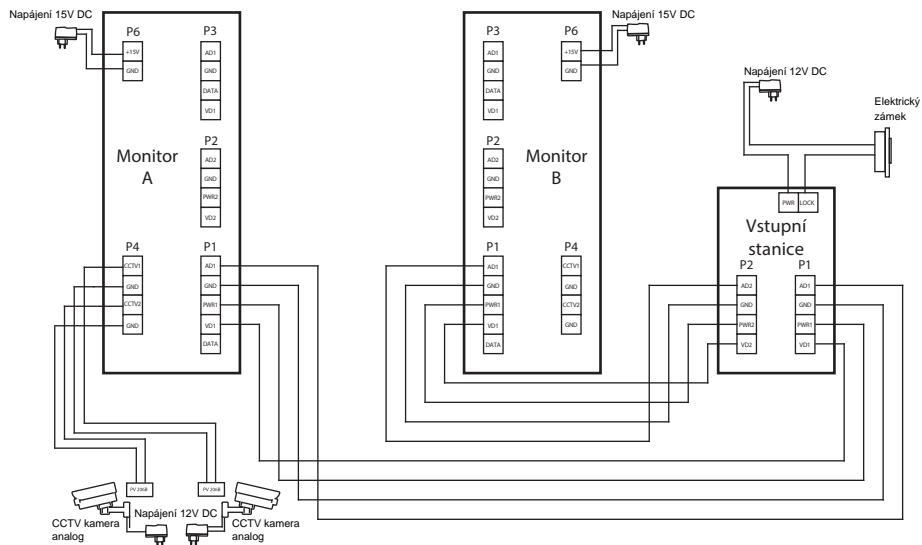 Napájení 15V DC
P6
+15V
GND
P3
AD1
GND
DATA
VD1
P2
AD2
GND
PWR2
VD2
Monitor
A
P4
CCTV1
GND
CCTV2
GND
P1
AD1
GND
PWR1
VD1
DATA
Napájení 15V DC
P3
AD1
GND
DATA
VD1
P6
+15V
GND
P2
AD2
GND
PWR2
VD2
Monitor
B
P1
AD1
GND
PWR1
VD1
DATA
P4
CCTV1
GND
CCTV2
GND
Napájení 12V DC
Elektrický
zámek
PWR
LOCK
Vstupní
stanice
P2
AD2
GND
PWR2
VD2
P1
AD1
GND
PWR1
VD1
PV 206B
PV 206B
Napájení 12V DC
CCTV kamera
analog
CCTV kamera
analog